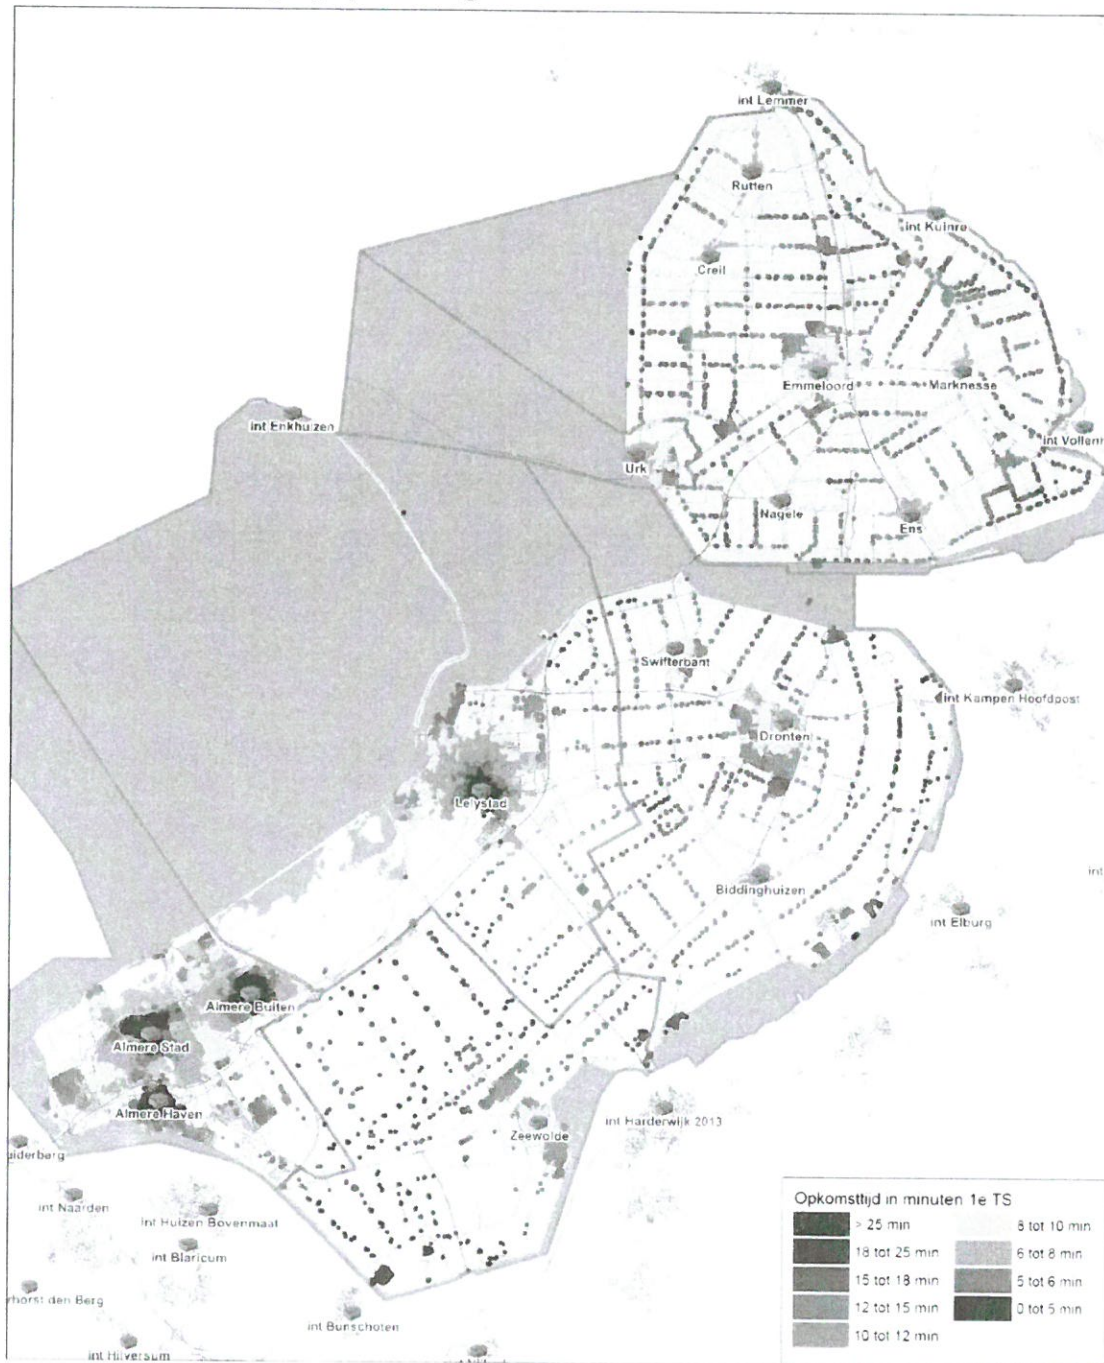 int Lemmer
Rutten
int Kuinre
Creil
Emmeloord
Marknesse
int Enkhuizen
Urk
Nagele
Ens
Swifterbant
int Kampen Hoofdpost
Dronten
Lelystad
Biddinghuizen
int
int Elburg
Almere Buiten
Almere Stad
Almere Haven
Zeewolde
int Harderwijk 2013
uiderberg
int Naarden
int Huizen Bovenmaat
int Blaricum
rhorst den Berg
int Bunschoten
int Hilversum
Opkomsttijd in minuten 1e TS
> 25 min
18 tot 25 min
15 tot 18 min
12 tot 15 min
10 tot 12 min
8 tot 10 min
6 tot 8 min
5 tot 6 min
0 tot 5 min